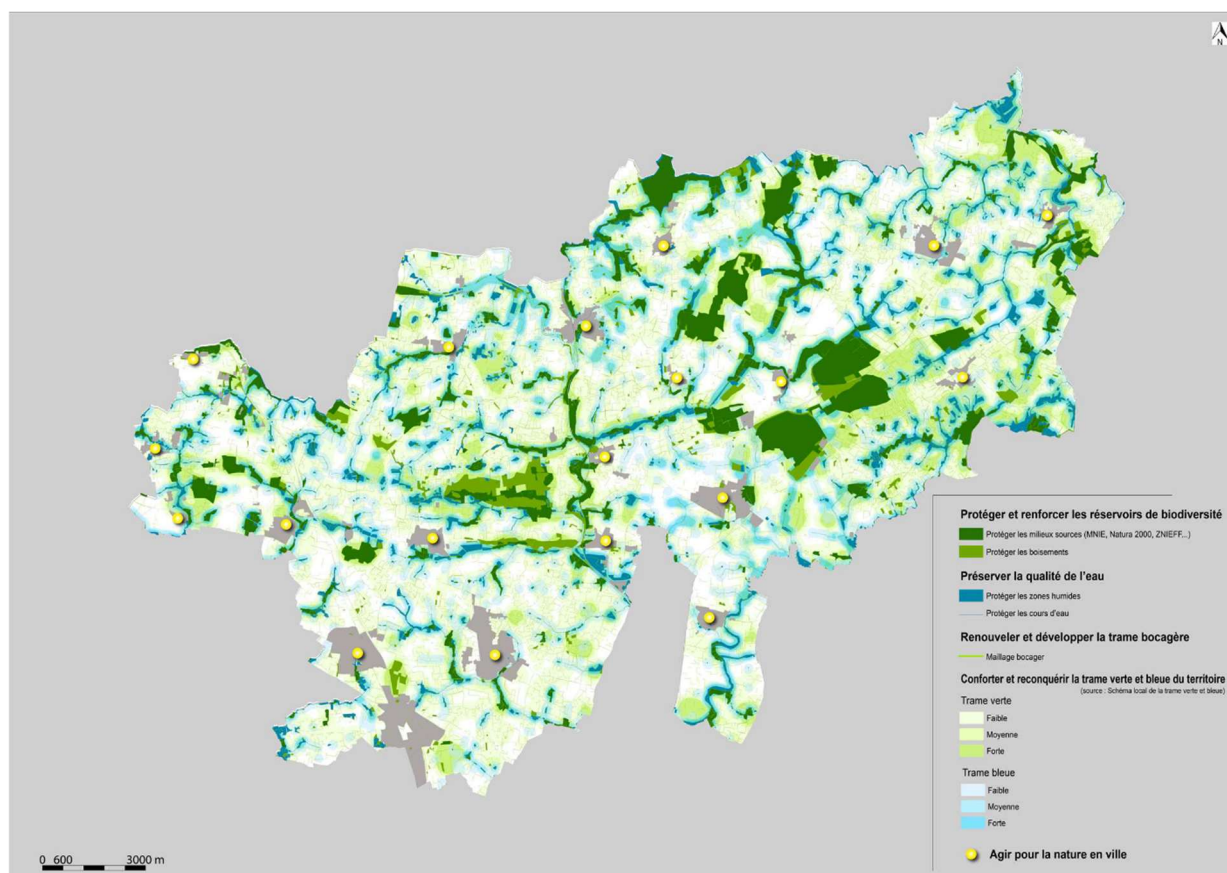 N
Protéger et renforcer les réservoirs de biodiversité
Protéger les milieux sources (MNIE, Natura 2000, ZNIEFF...)
Protéger les boisements
Préserver la qualité de l'eau
Protéger les zones humides
Protéger les cours d'eau
Renouveler et développer la trame bocagère
Maillage bocager
Conforter et reconquérir la trame verte et bleue du territoire
(source : Schéma local de la trame verte et bleue)
Trame verte
Faible
Moyenne
Forte
Trame bleue
Faible
Moyenne
Forte
Agir pour la nature en ville
0 600 3000 m